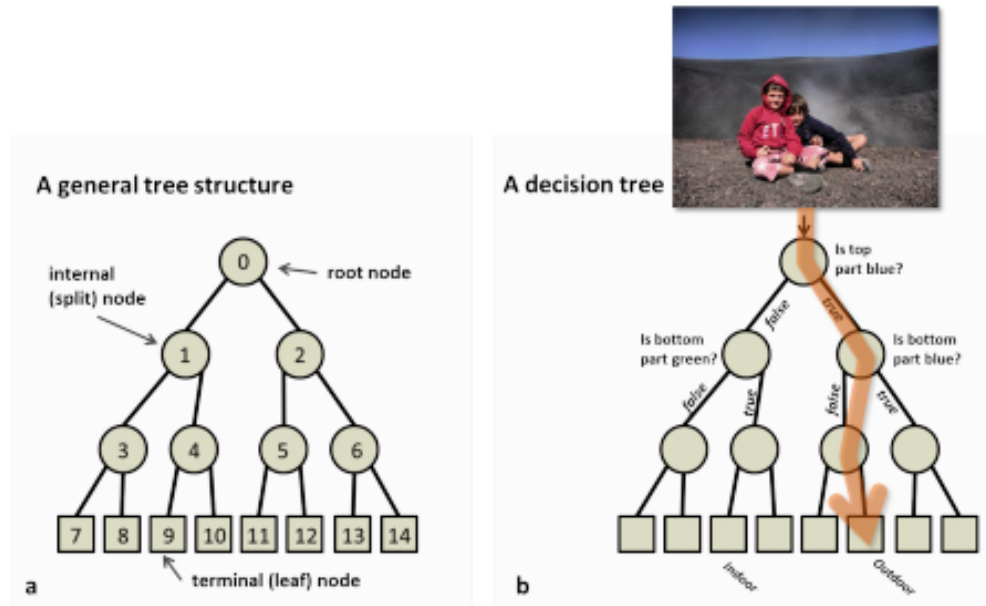 A general tree structure
0
root node
internal
(split) node
1
2
3
4
5
6
7
8
9
10
11
12
13
14
terminal (leaf) node
a
A decision tree
ET
Is top
part blue?
false
true
Is bottom
part green?
Is bottom
part blue?
false
true
false
true
Indoor
Outdoor
b